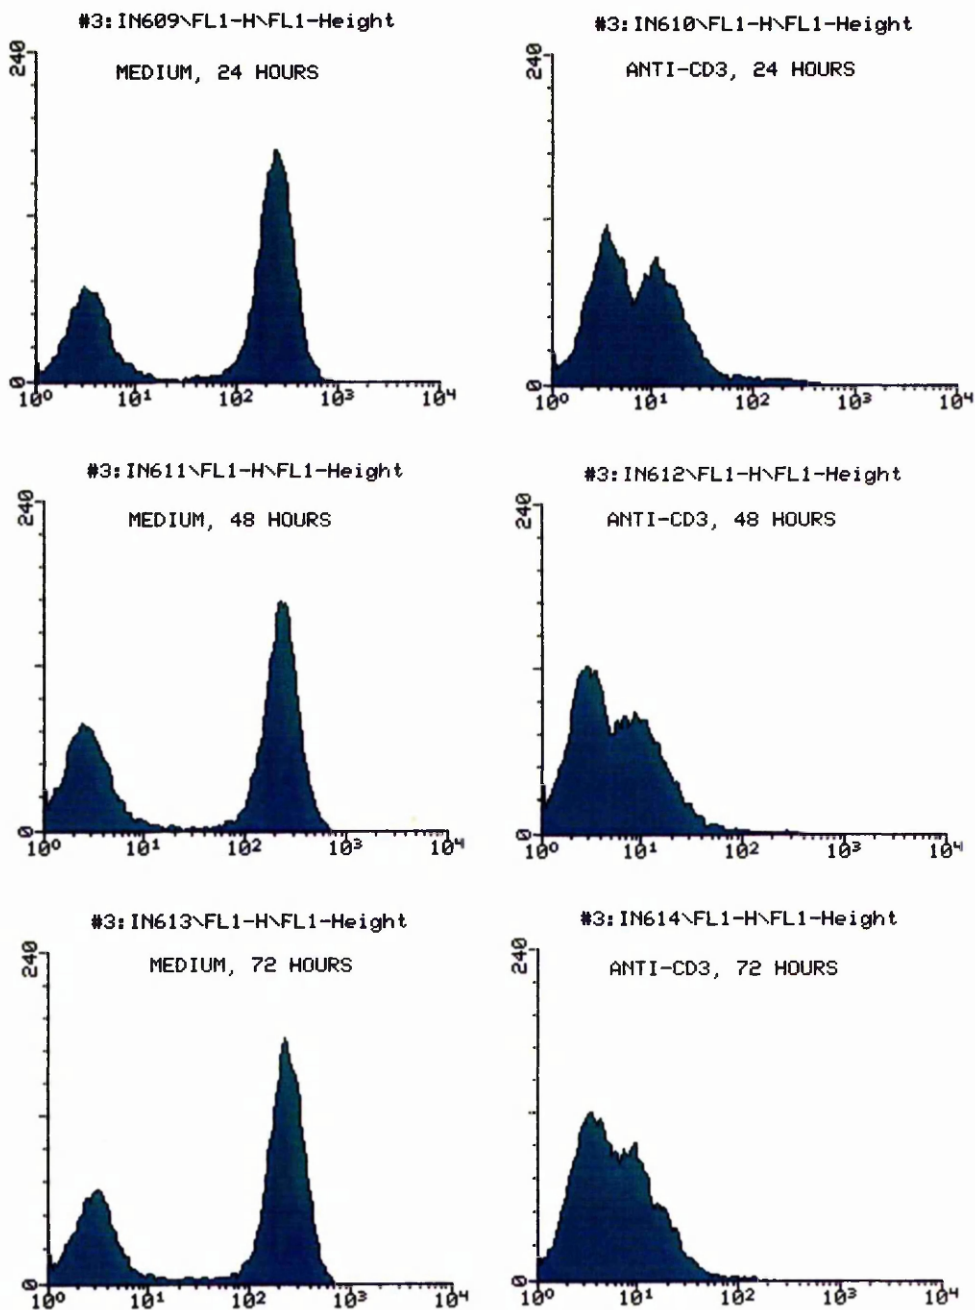 #3:IN609\FL1-H\FL1-Height
MEDIUM, 24 HOURS
240
0
10⁰ 10¹ 10² 10³ 10⁴
#3:IN610\FL1-H\FL1-Height
ANTI-CD3, 24 HOURS
240
0
10⁰ 10¹ 10² 10³ 10⁴
#3:IN611\FL1-H\FL1-Height
MEDIUM, 48 HOURS
240
0
10⁰ 10¹ 10² 10³ 10⁴
#3:IN612\FL1-H\FL1-Height
ANTI-CD3, 48 HOURS
240
0
10⁰ 10¹ 10² 10³ 10⁴
#3:IN613\FL1-H\FL1-Height
MEDIUM, 72 HOURS
240
0
10⁰ 10¹ 10² 10³ 10⁴
#3:IN614\FL1-H\FL1-Height
ANTI-CD3, 72 HOURS
240
0
10⁰ 10¹ 10² 10³ 10⁴